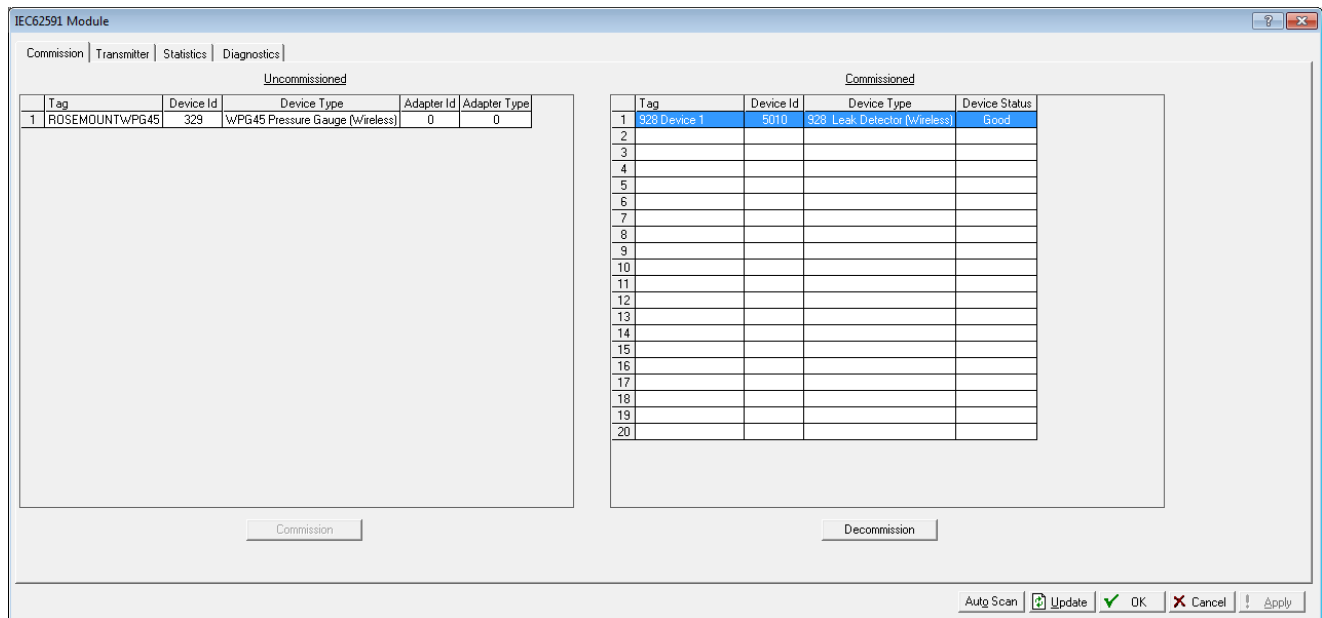 IEC62591 Module
Commission Transmitter Statistics Diagnostics
Uncommissioned
Tag Device Id Device Type Adapter Id Adapter Type
1 ROSEMOUNTWPG45 329 WPG45 Pressure Gauge (Wireless) 0 0
Commission
Commissioned
Tag Device Id Device Type Device Status
1 928 Device 1 5010 928 Leak Detector (Wireless) Good
2
3
4
5
6
7
8
9
10
11
12
13
14
15
16
17
18
19
20
Decommission
Auto Scan Update OK Cancel ! Apply